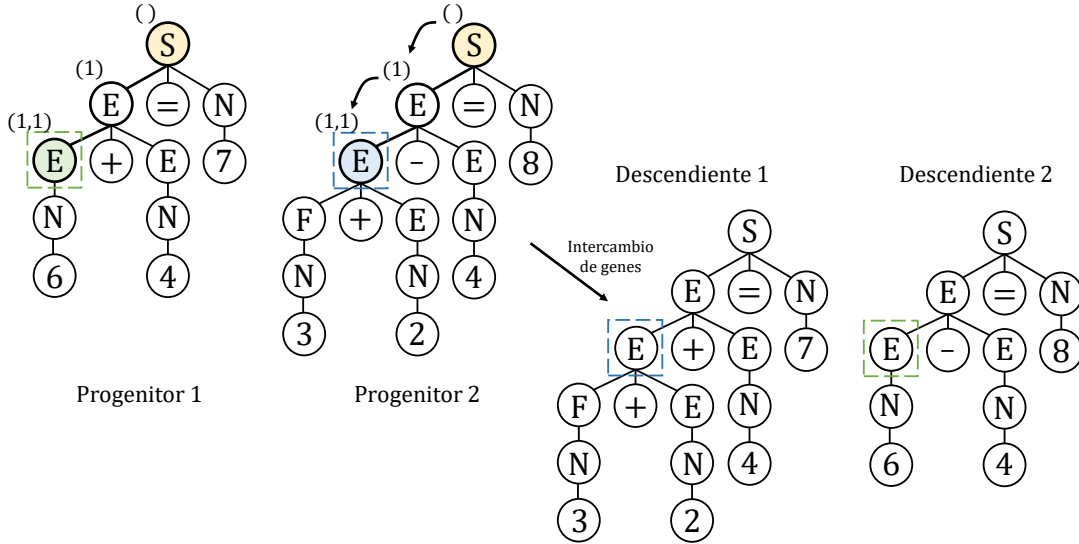 ( )
S
(1)
E = N
(1,1)
E + E 7
N N
6 4
Progenitor 1
( )
S
(1)
E = N
(1,1)
E - E 8
F + E N
N N 4
3 2
Progenitor 2
Intercambio
de genes
Descendiente 1
S
E = N
E + E 7
F + E N
N N 4
3 2
Descendiente 2
S
E = N
E - E 8
N N
6 4